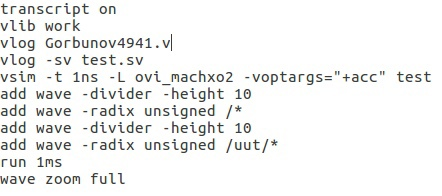 transcript on
vlib work
vlog Gorbunov4941.v
vlog -sv test.sv
vsim -t 1ns -L ovi_machxo2 -voptargs="+acc" test
add wave -divider -height 10
add wave -radix unsigned /*
add wave -divider -height 10
add wave -radix unsigned /uut/*
run 1ms
wave zoom full